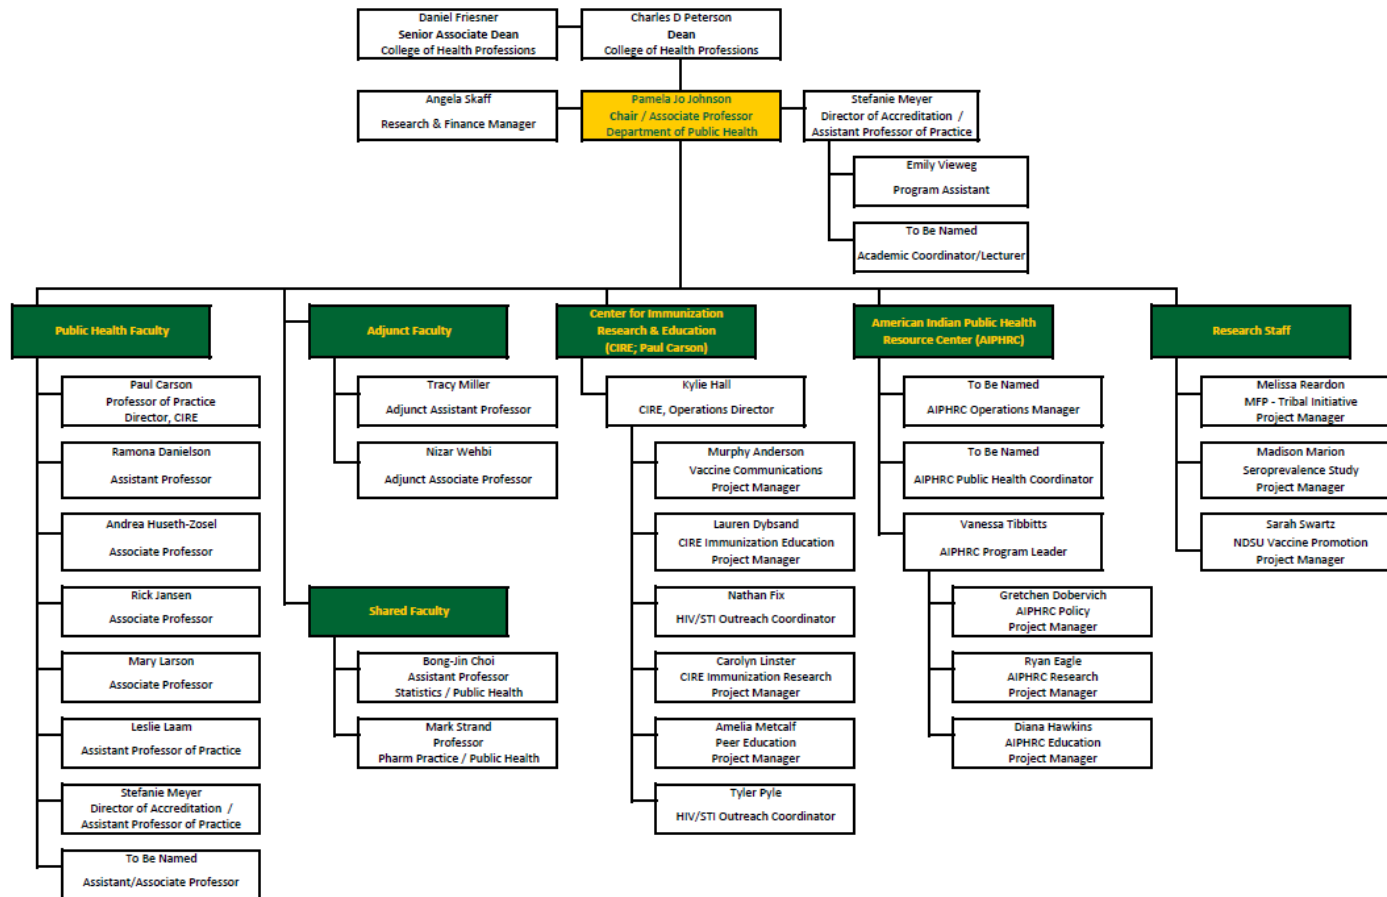 Daniel Friesner
Senior Associate Dean
College of Health Professions
Charles D Peterson
Dean
College of Health Professions
Angela Skaff
Research & Finance Manager
Pamela Jo Johnson
Chair / Associate Professor
Department of Public Health
Stefanie Meyer
Director of Accreditation /
Assistant Professor of Practice
Emily Vieweg
Program Assistant
To Be Named
Academic Coordinator/Lecturer
Public Health Faculty
Paul Carson
Professor of Practice
Director, CIRE
Ramona Danielson
Assistant Professor
Andrea Huseth-Zosel
Associate Professor
Rick Jansen
Associate Professor
Mary Larson
Associate Professor
Leslie Laam
Assistant Professor of Practice
Stefanie Meyer
Director of Accreditation /
Assistant Professor of Practice
To Be Named
Assistant/Associate Professor
Adjunct Faculty
Tracy Miller
Adjunct Assistant Professor
Nizar Wehbi
Adjunct Associate Professor
Shared Faculty
Bong-Jin Choi
Assistant Professor
Statistics / Public Health
Mark Strand
Professor
Pharm Practice / Public Health
Center for Immunization
Research & Education
(CIRE; Paul Carson)
Kylie Hall
CIRE, Operations Director
Murphy Anderson
Vaccine Communications
Project Manager
Lauren Dybsand
CIRE Immunization Education
Project Manager
Nathan Fix
HIV/STI Outreach Coordinator
Carolyn Linster
CIRE Immunization Research
Project Manager
Amelia Metcalf
Peer Education
Project Manager
Tyler Pyle
HIV/STI Outreach Coordinator
American Indian Public Health
Resource Center (AIPHRC)
To Be Named
AIPHRC Operations Manager
To Be Named
AIPHRC Public Health Coordinator
Vanessa Tibbitts
AIPHRC Program Leader
Gretchen Dobervich
AIPHRC Policy
Project Manager
Ryan Eagle
AIPHRC Research
Project Manager
Diana Hawkins
AIPHRC Education
Project Manager
Research Staff
Melissa Reardon
MFP - Tribal Initiative
Project Manager
Madison Marion
Seroprevalence Study
Project Manager
Sarah Swartz
NDSU Vaccine Promotion
Project Manager